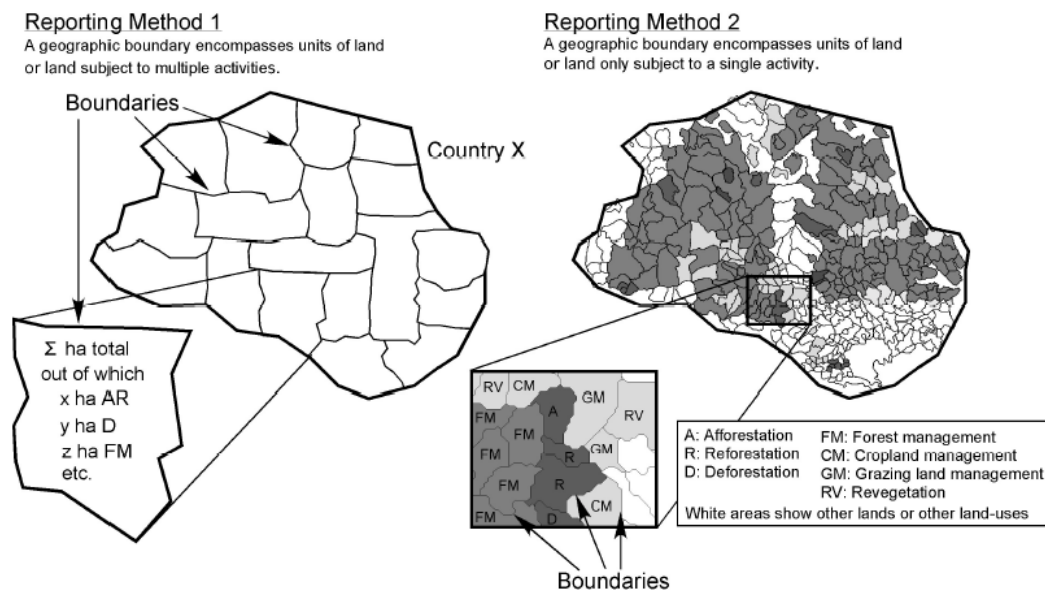 Reporting Method 1
A geographic boundary encompasses units of land
or land subject to multiple activities.
Boundaries
Country X
Σ ha total
out of which
x ha AR
y ha D
z ha FM
etc.
Reporting Method 2
A geographic boundary encompasses units of land
or land only subject to a single activity.
RV
CM
GM
RV
FM
A
FM
FM
GM
R
FM
R
CM
FM
D
Boundaries
A: Afforestation
R: Reforestation
D: Deforestation
FM: Forest management
CM: Cropland management
GM: Grazing land management
RV: Revegetation
White areas show other lands or other land-uses